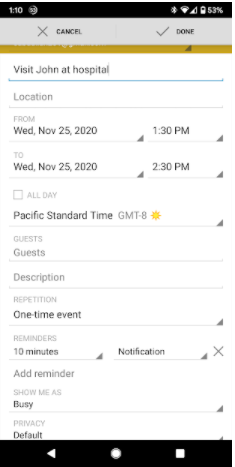 1:10 53%
CANCEL DONE
Visit John at hospital
Location
FROM
Wed, Nov 25, 2020 1:30 PM
TO
Wed, Nov 25, 2020 2:30 PM
ALL DAY
Pacific Standard Time GMT-8
GUESTS
Guests
Description
REPETITION
One-time event
REMINDERS
10 minutes Notification
Add reminder
SHOW ME AS
Busy
PRIVACY
Default